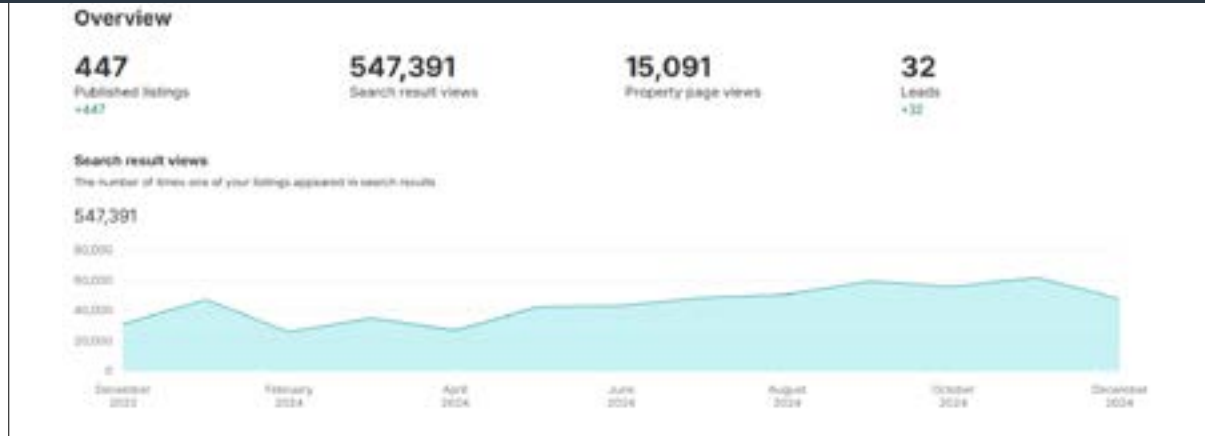 Overview
447 547,391 15,091 32
Published listings Search result views Property page views Leads
+447 +32
Search result views
The number of times one of your listings appeared in search results
547,391
80,000
60,000
40,000
20,000
0
December February April June August October December
2023 2024 2024 2024 2024 2024 2024